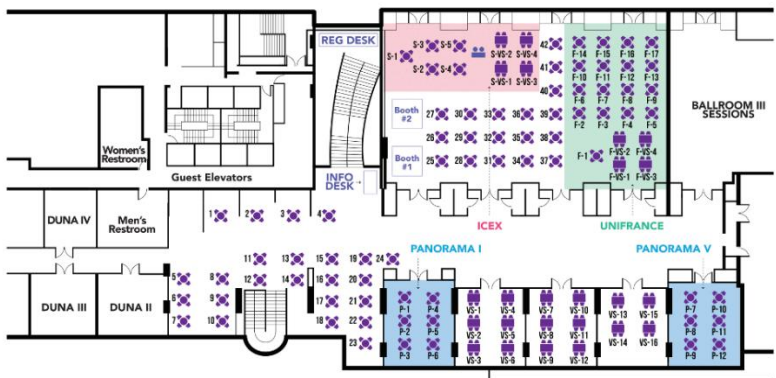 REG DESK
S-3
S-5
S-1
S-2
S-4
S-VS-2
S-VS-4
S-VS-1
S-VS-3
42
41
40
F-14
F-15
F-16
F-17
F-10
F-11
F-12
F-13
F-6
F-7
F-8
F-9
F-2
F-3
F-4
F-5
F-1
F-VS-2
F-VS-4
F-VS-1
F-VS-3
BALLROOM III
SESSIONS
Booth
#2
27
30
33
36
39
26
29
32
35
38
Booth
#1
25
28
31
34
37
Women's
Restroom
Guest Elevators
INFO
DESK
DUNA IV
Men's
Restroom
1
2
3
4
ICEX
UNIFRANCE
PANORAMA I
PANORAMA V
11
13
15
19
24
12
14
16
20
5
8
6
9
17
21
7
10
18
22
23
DUNA III
DUNA II
P-1
P-4
P-2
P-5
P-3
P-6
VS-1
VS-4
VS-2
VS-5
VS-3
VS-6
VS-7
VS-10
VS-11
VS-9
VS-12
VS-13
VS-15
VS-14
VS-16
P-7
P-10
P-8
P-11
P-9
P-12